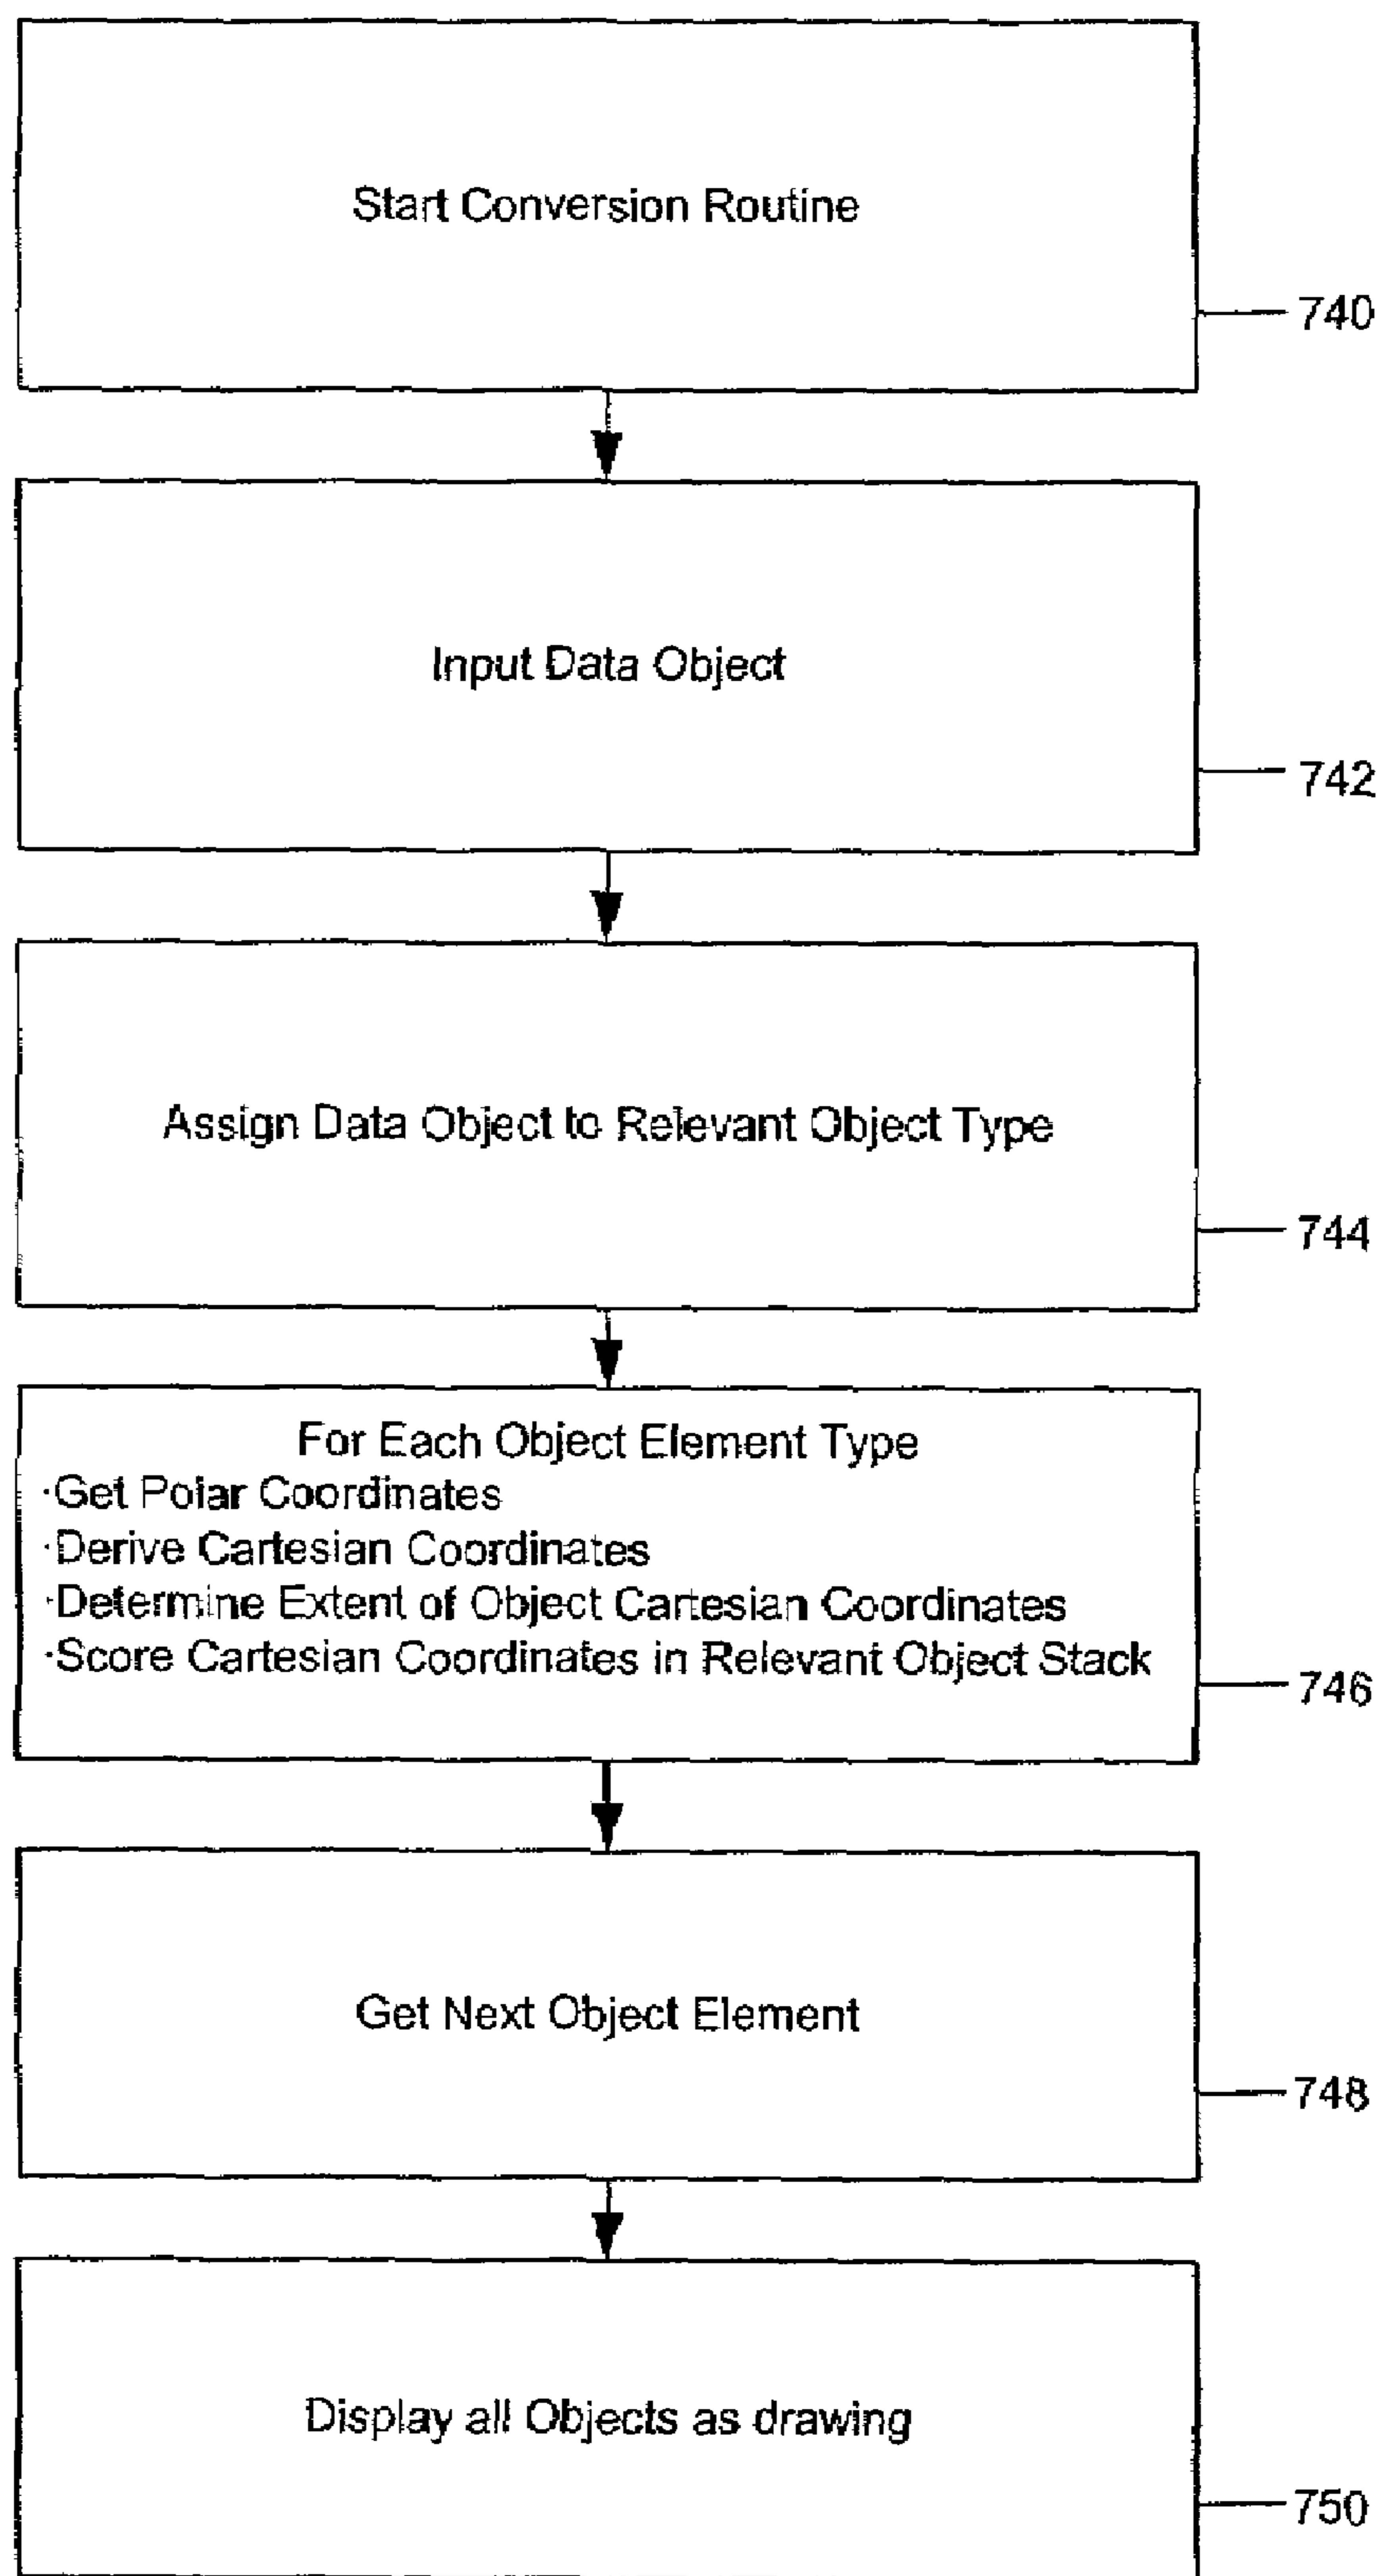 Start Conversion Routine
740
Input Data Object
742
Assign Data Object to Relevant Object Type
744
For Each Object Element Type
·Get Polar Coordinates
·Derive Cartesian Coordinates
·Determine Extent of Object Cartesian Coordinates
·Score Cartesian Coordinates in Relevant Object Stack
746
Get Next Object Element
748
Display all Objects as drawing
750